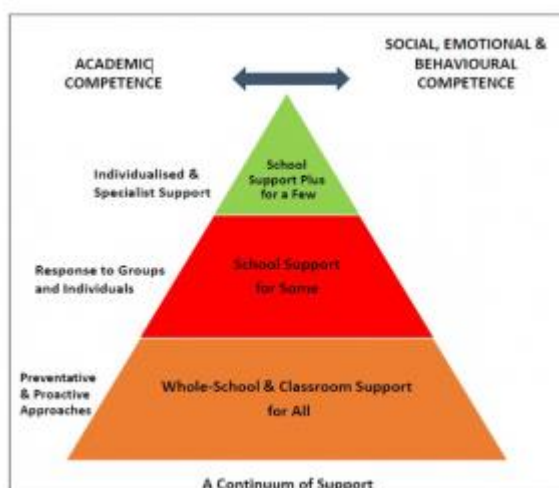 ACADEMIC
COMPETENCE
SOCIAL, EMOTIONAL &
BEHAVIOURAL
COMPETENCE
Individualised &
Specialist Support
School
Support Plus
for a Few
Response to Groups
and Individuals
School Support
for Some
Preventative
& Proactive
Approaches
Whole-School & Classroom Support
for All
A Continuum of Support